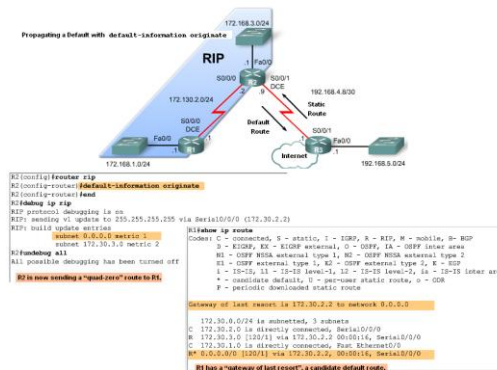 Propagating a Default with default-information originate
172.16.3.0/24
RIP
.1 Fa0/0
S0/0/0
R2
S0/0/1
DCE
.2
.9
172.130.2.0/24
192.168.4.8/30
Static
Route
Default
Route
S0/0/0
DCE
.1
S0/0/1
Fa0/0
.1
R1
Internet
R3
.1
172.16.1.0/24
192.168.5.0/24
R2(config)#router rip
R2(config-router)#default-information originate
R2(config-router)#end
R2#debug ip rip
RIP protocol debugging is on
RIP: sending v1 update to 255.255.255.255 via Serial0/0/0 (172.30.2.2)
RIP: build update entries
subnet 0.0.0.0 metric 1
subnet 172.30.3.0 metric 2
R2#undebug all
All possible debugging has been turned off
R2 is now sending a "quad-zero" route to R1.
R1#show ip route
Codes: C - connected, S - static, I - IGRP, R - RIP, M - mobile, B- BGP
D - EIGRP, EX - EIGRP external, O - OSPF, IA - OSPF inter area
N1 - OSPF NSSA external type 1, N2 - OSPF NSSA external type 2
E1 - OSPF external type 1, E2 - OSPF external type 2, E - EGP
i - IS-IS, L1 - IS-IS level-1, L2 - IS-IS level-2, ia - IS-IS inter are
* - candidate default, U - per-user static route, o - ODR
P - periodic downloaded static route
Gateway of last resort is 172.30.2.2 to network 0.0.0.0
172.30.0.0/24 is subnetted, 3 subnets
C 172.30.2.0 is directly connected, Serial0/0/0
R 172.30.3.0 [120/1] via 172.30.2.2 00:00:16, Serial0/0/0
C 172.30.1.0 is directly connected, Fast Ethernet0/0
R* 0.0.0.0/0 [120/1] via 172.30.2.2, 00:00:16, Serial0/0/0
R1 has a "gateway of last resort", a candidate default route.